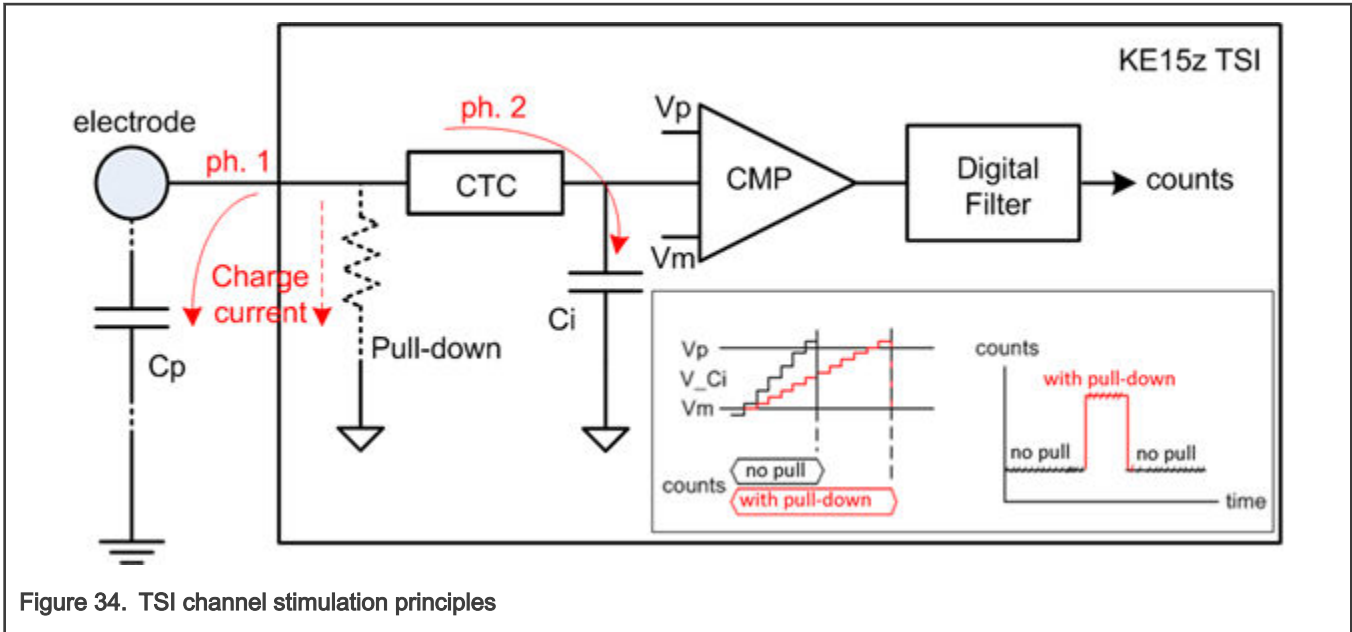 KE15z TSI
electrode
ph. 1
ph. 2
CTC
Vp
CMP
Vm
Digital
Filter
counts
Charge
current
Cp
Pull-down
Ci
Vp
V_Ci
Vm
counts
no pull
with pull-down
counts
with pull-down
no pull
no pull
time
Figure 34. TSI channel stimulation principles